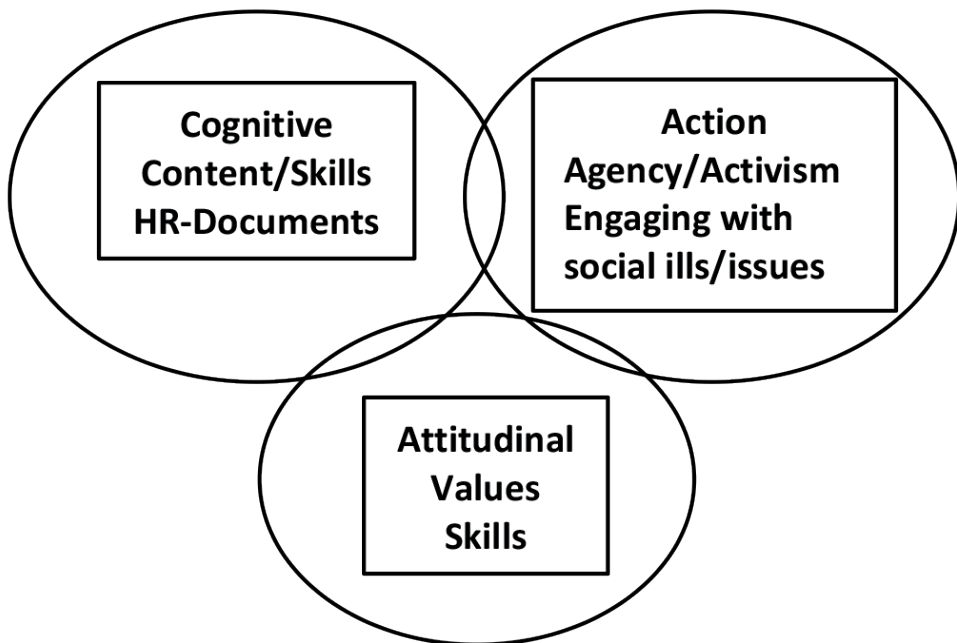 Cognitive
Content/Skills
HR-Documents
Action
Agency/Activism
Engaging with
social ills/issues
Attitudinal
Values
Skills